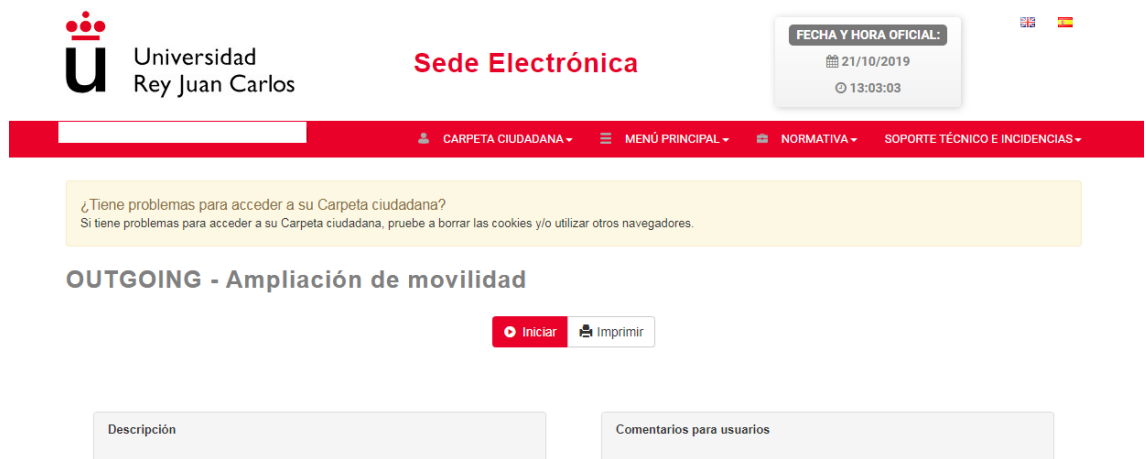 Universidad
Rey Juan Carlos
Sede Electrónica
FECHA Y HORA OFICIAL:
21/10/2019
13:03:03
CARPETA CIUDADANA
MENÚ PRINCIPAL
NORMATIVA
SOPORTE TÉCNICO E INCIDENCIAS
¿Tiene problemas para acceder a su Carpeta ciudadana?
Si tiene problemas para acceder a su Carpeta ciudadana, pruebe a borrar las cookies y/o utilizar otros navegadores.
OUTGOING - Ampliación de movilidad
Iniciar
Imprimir
Descripción
Comentarios para usuarios